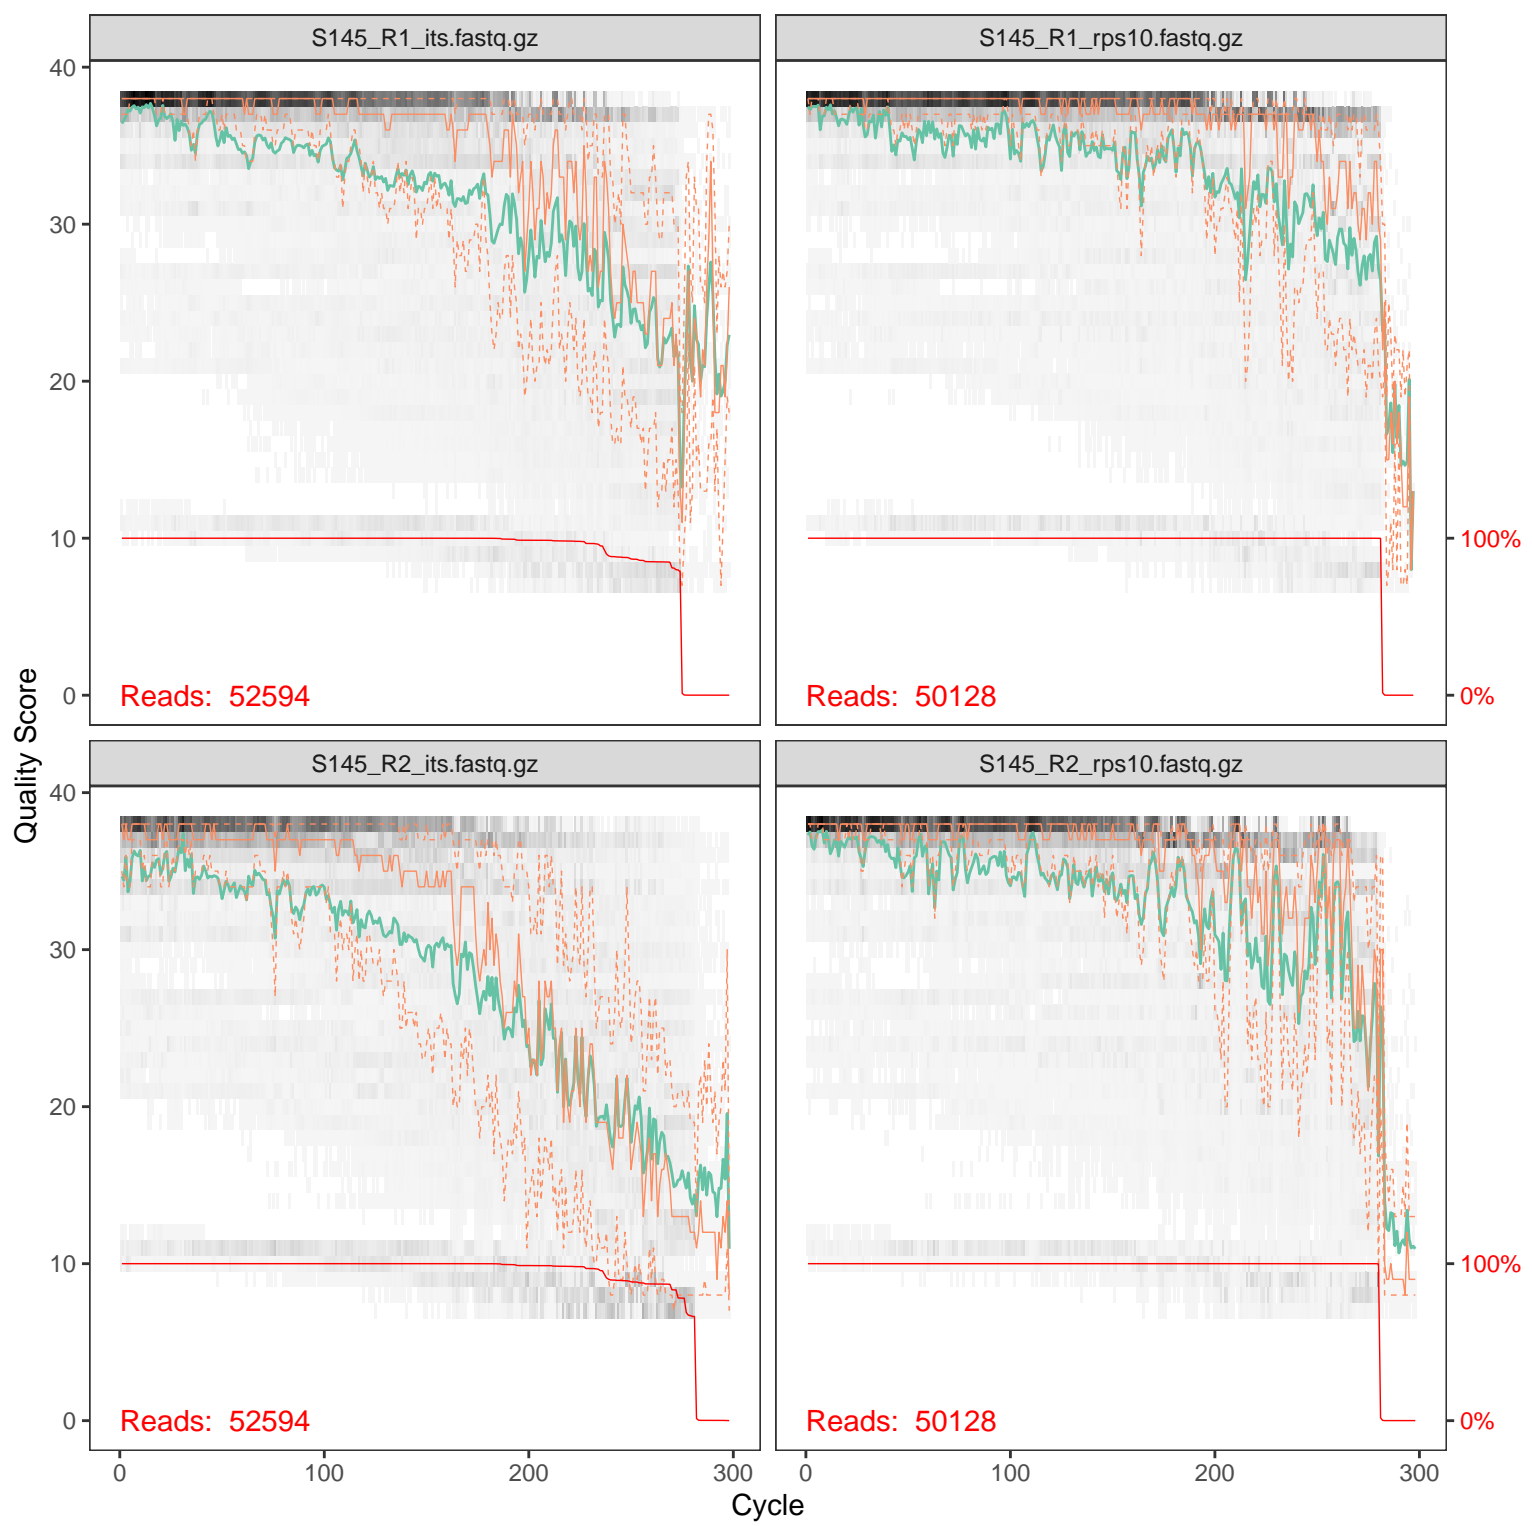 S145_R1_its.fastq.gz
S145_R1_rps10.fastq.gz
40
30
20
10
0
100%
0%
Reads: 52594
Reads: 50128
Quality Score
S145_R2_its.fastq.gz
S145_R2_rps10.fastq.gz
40
30
20
10
0
100%
0%
Reads: 52594
Reads: 50128
0 100 200 300
0 100 200 300
Cycle